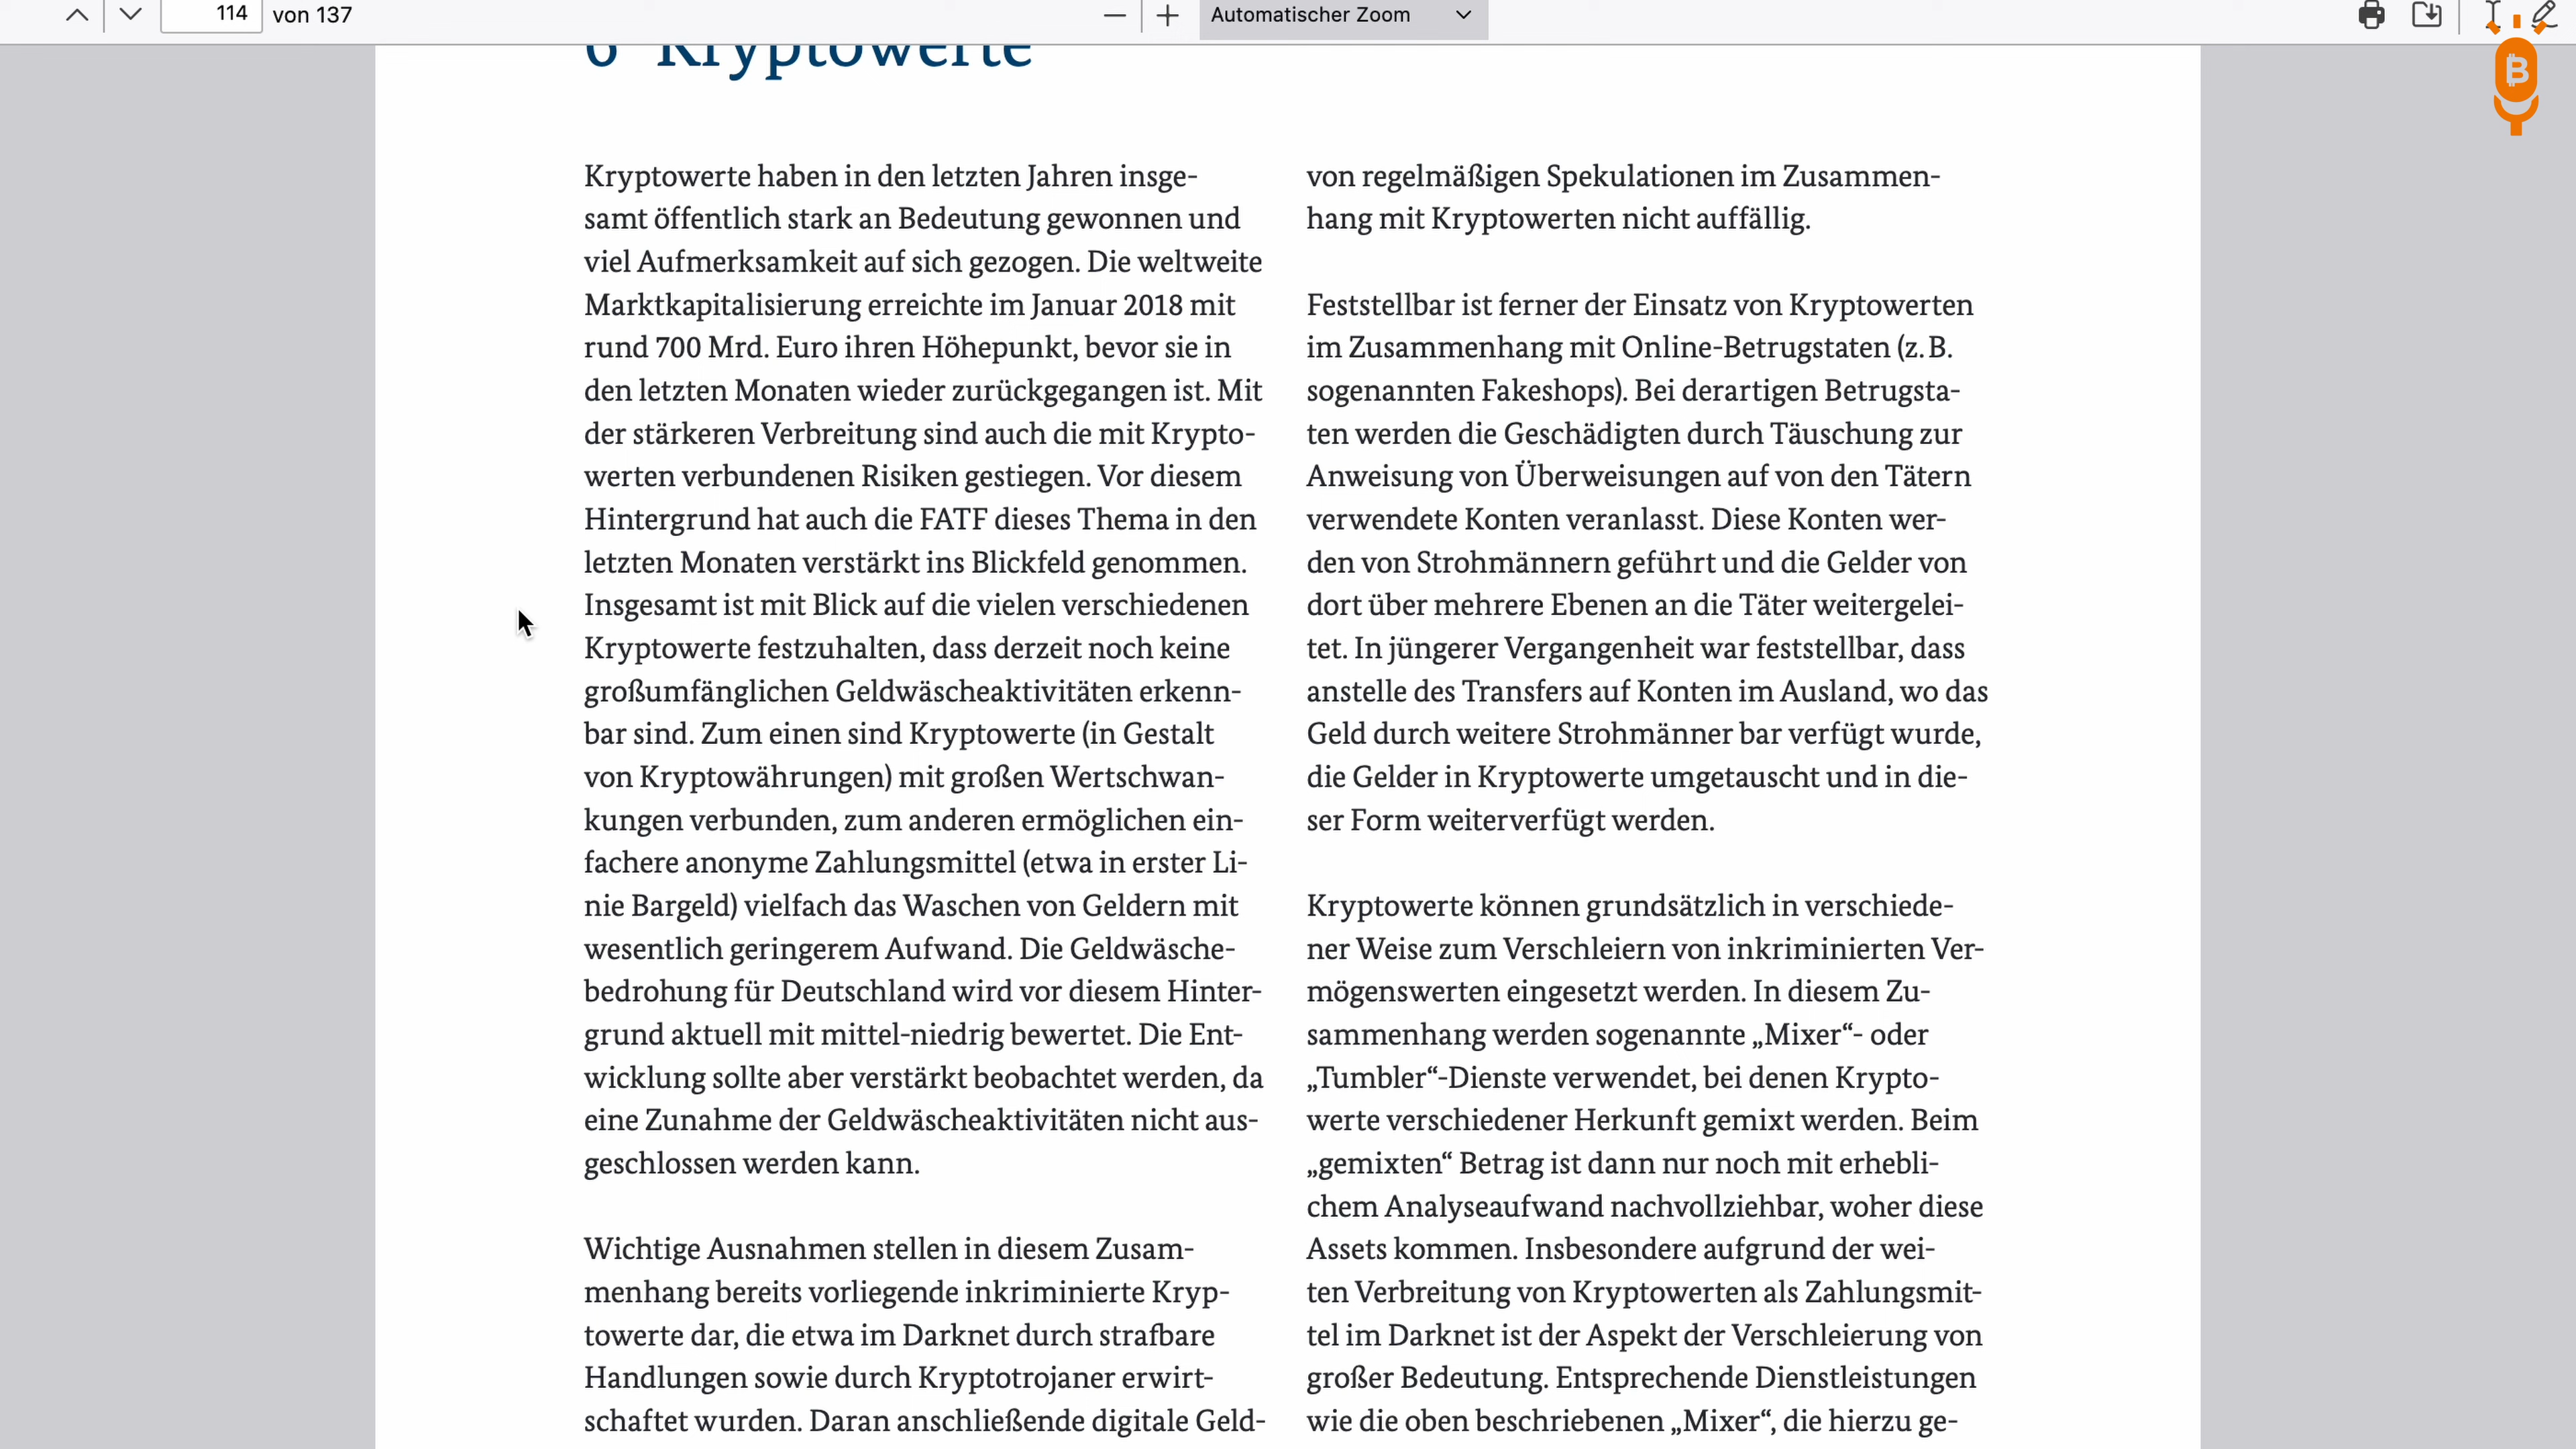 114 von 137
Automatischer Zoom
6 Kryptowerte
Kryptowerte haben in den letzten Jahren insge-
samt öffentlich stark an Bedeutung gewonnen und
viel Aufmerksamkeit auf sich gezogen. Die weltweite
Marktkapitalisierung erreichte im Januar 2018 mit
rund 700 Mrd. Euro ihren Höhepunkt, bevor sie in
den letzten Monaten wieder zurückgegangen ist. Mit
der stärkeren Verbreitung sind auch die mit Krypto-
werten verbundenen Risiken gestiegen. Vor diesem
Hintergrund hat auch die FATF dieses Thema in den
letzten Monaten verstärkt ins Blickfeld genommen.
Insgesamt ist mit Blick auf die vielen verschiedenen
Kryptowerte festzuhalten, dass derzeit noch keine
großumfänglichen Geldwäscheaktivitäten erkenn-
bar sind. Zum einen sind Kryptowerte (in Gestalt
von Kryptowährungen) mit großen Wertschwan-
kungen verbunden, zum anderen ermöglichen ein-
fachere anonyme Zahlungsmittel (etwa in erster Li-
nie Bargeld) vielfach das Waschen von Geldern mit
wesentlich geringerem Aufwand. Die Geldwäsche-
bedrohung für Deutschland wird vor diesem Hinter-
grund aktuell mit mittel-niedrig bewertet. Die Ent-
wicklung sollte aber verstärkt beobachtet werden, da
eine Zunahme der Geldwäscheaktivitäten nicht aus-
geschlossen werden kann.
Wichtige Ausnahmen stellen in diesem Zusam-
menhang bereits vorliegende inkriminierte Kryp-
towerte dar, die etwa im Darknet durch strafbare
Handlungen sowie durch Kryptotrojaner erwirt-
schaftet wurden. Daran anschließende digitale Geld-
von regelmäßigen Spekulationen im Zusammen-
hang mit Kryptowerten nicht auffällig.
Feststellbar ist ferner der Einsatz von Kryptowerten
im Zusammenhang mit Online-Betrugstaten (z. B.
sogenannten Fakeshops). Bei derartigen Betrugsta-
ten werden die Geschädigten durch Täuschung zur
Anweisung von Überweisungen auf von den Tätern
verwendete Konten veranlasst. Diese Konten wer-
den von Strohmännern geführt und die Gelder von
dort über mehrere Ebenen an die Täter weitergelei-
tet. In jüngerer Vergangenheit war feststellbar, dass
anstelle des Transfers auf Konten im Ausland, wo das
Geld durch weitere Strohmänner bar verfügt wurde,
die Gelder in Kryptowerte umgetauscht und in die-
ser Form weiterverfügt werden.
Kryptowerte können grundsätzlich in verschiede-
ner Weise zum Verschleiern von inkriminierten Ver-
mögenswerten eingesetzt werden. In diesem Zu-
sammenhang werden sogenannte „Mixer“- oder
„Tumbler“-Dienste verwendet, bei denen Krypto-
werte verschiedener Herkunft gemixt werden. Beim
„gemixten“ Betrag ist dann nur noch mit erhebli-
chem Analyseaufwand nachvollziehbar, woher diese
Assets kommen. Insbesondere aufgrund der wei-
ten Verbreitung von Kryptowerten als Zahlungsmit-
tel im Darknet ist der Aspekt der Verschleierung von
großer Bedeutung. Entsprechende Dienstleistungen
wie die oben beschriebenen „Mixer“, die hierzu ge-